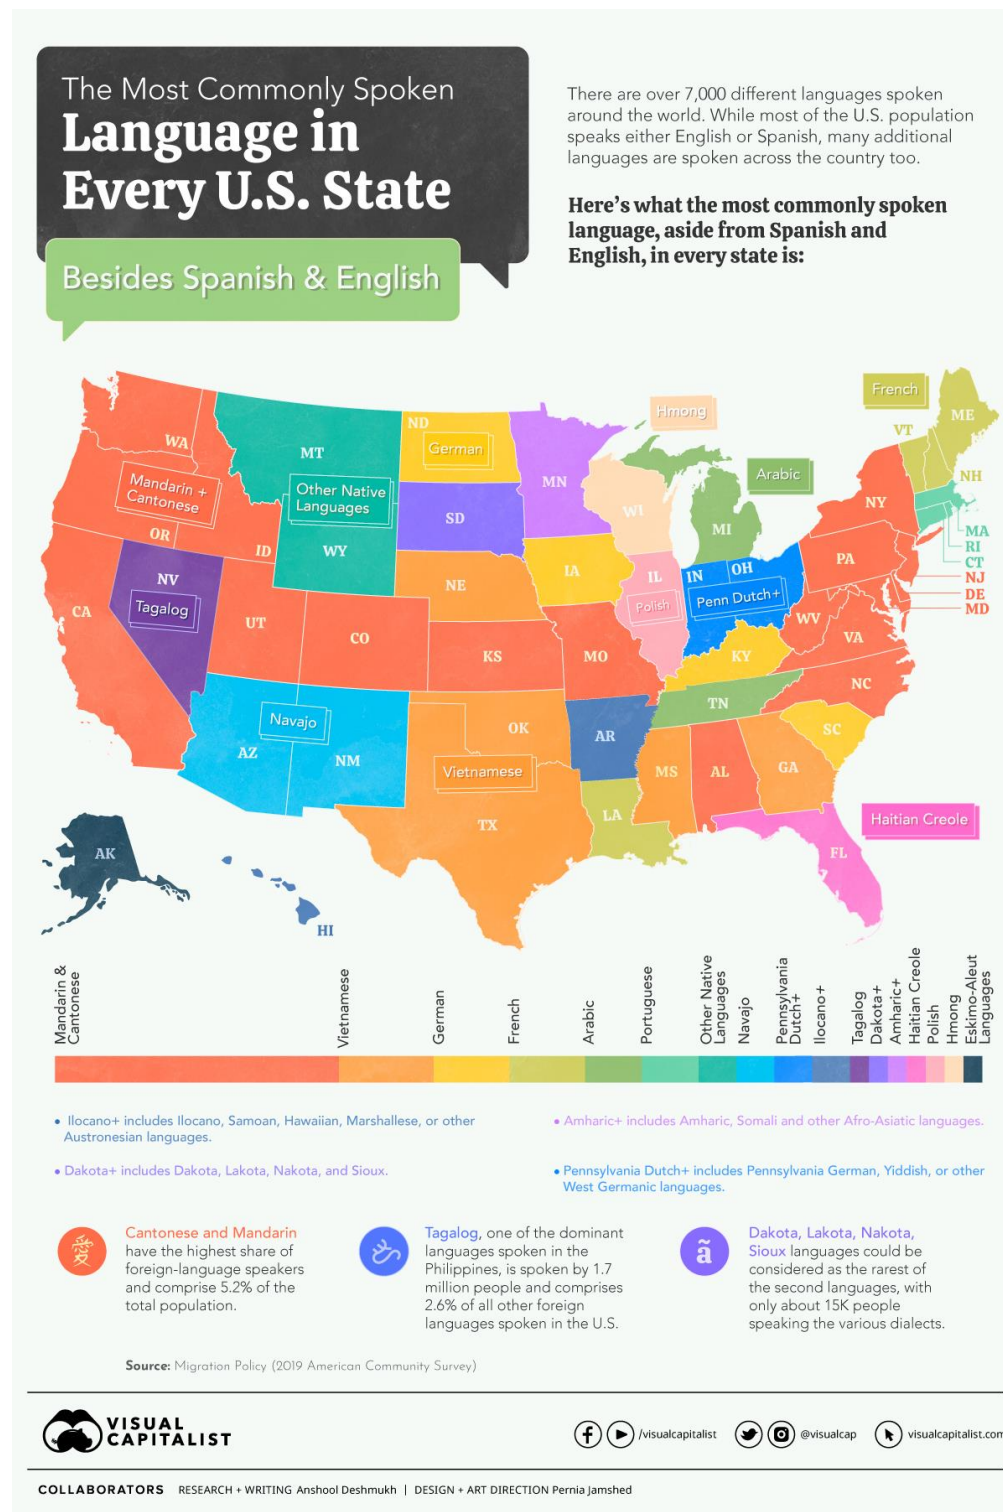 The Most Commonly Spoken
Language in
Every U.S. State
Besides Spanish & English
There are over 7,000 different languages spoken
around the world. While most of the U.S. population
speaks either English or Spanish, many additional
languages are spoken across the country too.
Here's what the most commonly spoken
language, aside from Spanish and
English, in every state is:
French
Hmong
ME
ND
VT
WA
German
MT
Arabic
NH
Mandarin +
Cantonese
Other Native
Languages
MN
NY
WI
SD
MI
MA
OR
RI
ID
WY
PA
CT
NV
IA
IL
IN
OH
NJ
NE
DE
CA
Tagalog
Polish
Penn Dutch+
MD
UT
CO
WV
VA
KS
MO
KY
NC
TN
Navajo
OK
AR
SC
AZ
NM
Vietnamese
MS
AL
GA
TX
LA
Haitian Creole
AK
FL
HI
Mandarin &
Cantonese
Vietnamese
German
French
Arabic
Portuguese
Other Native
Languages
Navajo
Pennsylvania
Dutch+
Ilocano+
Tagalog
Dakota+
Amharic+
Haitian Creole
Polish
Hmong
Eskimo-Aleut
Languages
• Ilocano+ includes Ilocano, Samoan, Hawaiian, Marshallese, or other
Austronesian languages.
• Amharic+ includes Amharic, Somali and other Afro-Asiatic languages.
• Dakota+ includes Dakota, Lakota, Nakota, and Sioux.
• Pennsylvania Dutch+ includes Pennsylvania German, Yiddish, or other
West Germanic languages.
愛
Cantonese and Mandarin
have the highest share of
foreign-language speakers
and comprise 5.2% of the
total population.
Tagalog, one of the dominant
languages spoken in the
Philippines, is spoken by 1.7
million people and comprises
2.6% of all other foreign
languages spoken in the U.S.
ã
Dakota, Lakota, Nakota,
Sioux languages could be
considered as the rarest of
the second languages, with
only about 15K people
speaking the various dialects.
Source: Migration Policy (2019 American Community Survey)
VISUAL
CAPITALIST
/visualcapitalist
@visualcap
visualcapitalist.com
COLLABORATORS RESEARCH + WRITING Anshool Deshmukh | DESIGN + ART DIRECTION Pernia Jamshed